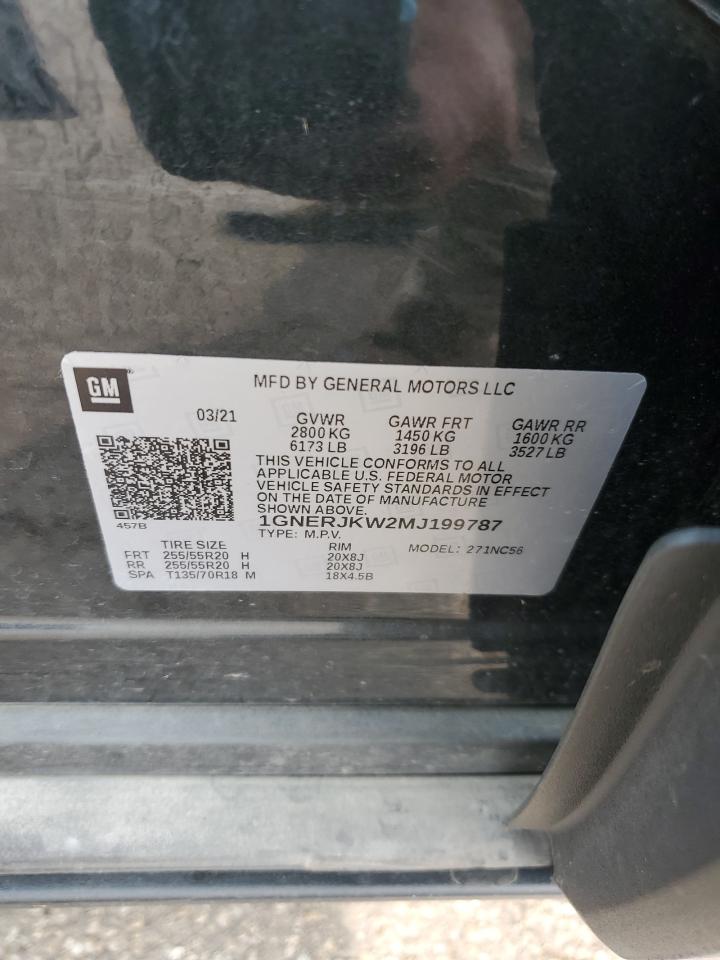 GM
MFD BY GENERAL MOTORS LLC
03/21 GVWR GAWR FRT GAWR RR
2800 KG 1450 KG 1600 KG
6173 LB 3196 LB 3527 LB
THIS VEHICLE CONFORMS TO ALL
APPLICABLE U.S. FEDERAL MOTOR
VEHICLE SAFETY STANDARDS IN EFFECT
ON THE DATE OF MANUFACTURE
SHOWN ABOVE.
457B
1GNERJKW2MJ199787
TYPE: M.P.V.
TIRE SIZE RIM MODEL: 271NC56
FRT 255/55R20 H 20X8J
RR 255/55R20 H 20X8J
SPA T135/70R18 M 18X4.5B